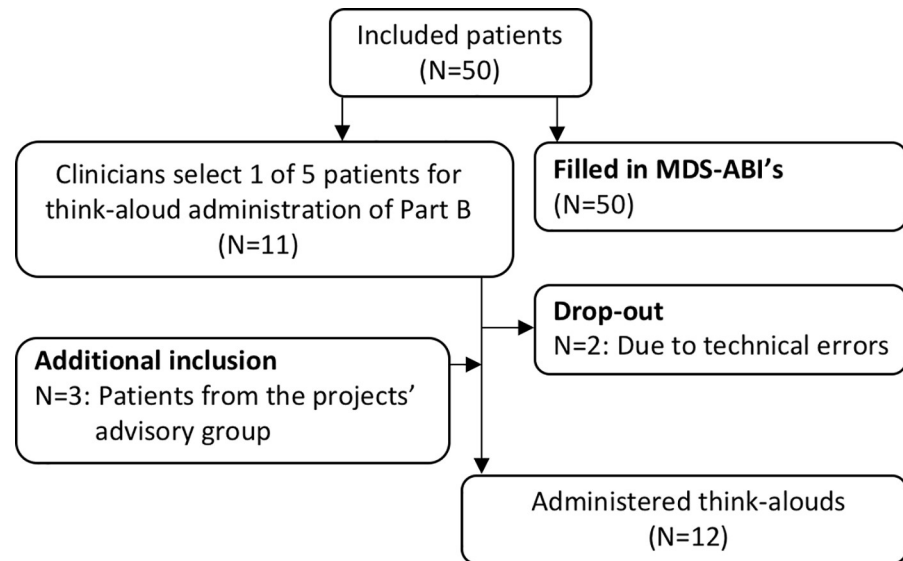 Included patients
(N=50)
Clinicians select 1 of 5 patients for
think-aloud administration of Part B
(N=11)
Filled in MDS-ABI's
(N=50)
Drop-out
N=2: Due to technical errors
Additional inclusion
N=3: Patients from the projects'
advisory group
Administered think-alouds
(N=12)